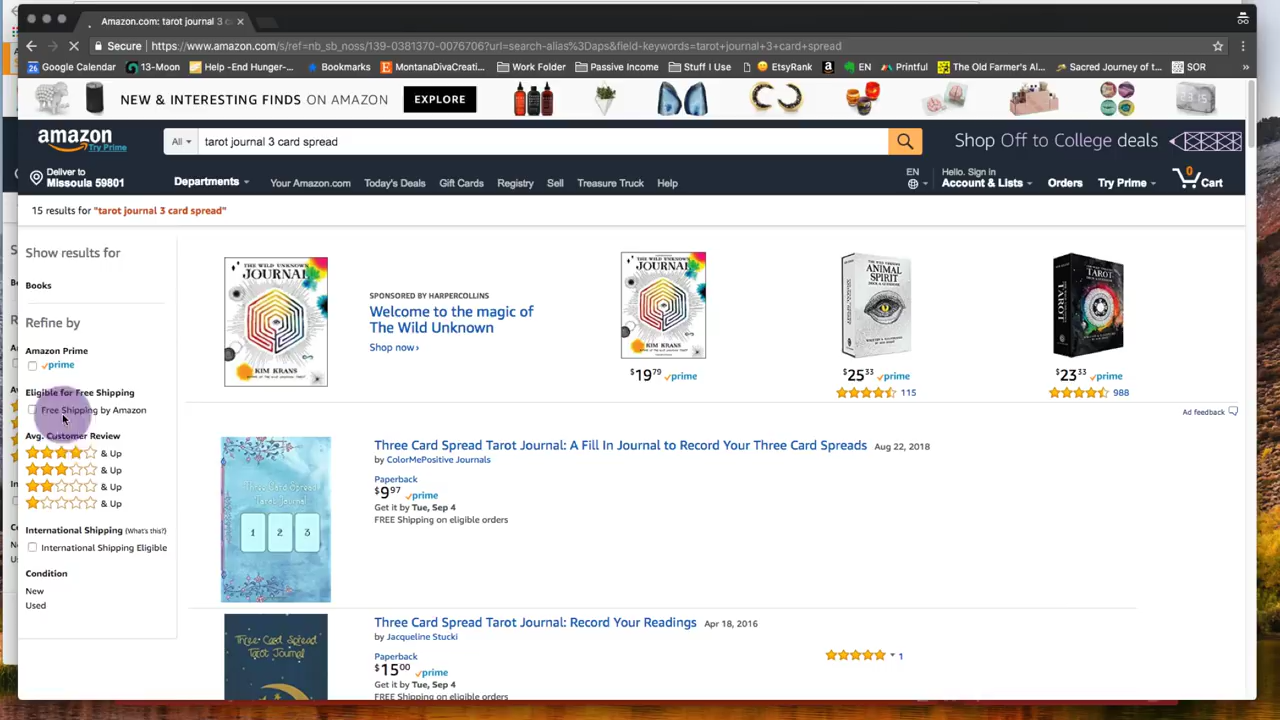 Amazon.com: tarot journal 3 c
Secure | https://www.amazon.com/s/ref=nb_sb_noss/139-0381370-0076706?url=search-alias%3Daps&field-keywords=tarot+journal+3+card+spread
26 Google Calendar 13-Moon Help -End Hunger-... Bookmarks MontanaDivaCreati... Work Folder Passive Income Stuff I Use EtsyRank a EN Printful The Old Farmer's Al... Sacred Journey of t... SOR »
NEW & INTERESTING FINDS ON AMAZON EXPLORE
amazon
Try Prime
All tarot journal 3 card spread
Shop Off to College deals
Deliver to
Missoula 59801
Departments Your Amazon.com Today's Deals Gift Cards Registry Sell Treasure Truck Help
EN
Hello. Sign in
Account & Lists Orders Try Prime 0 Cart
15 results for "tarot journal 3 card spread"
Show results for
Books
Refine by
Amazon Prime
prime
Eligible for Free Shipping
Free Shipping by Amazon
Avg. Customer Review
& Up
& Up
& Up
& Up
International Shipping (What's this?)
International Shipping Eligible
Condition
New
Used
THE WILD UNKNOWN
JOURNAL
KIM KRANS
SPONSORED BY HARPERCOLLINS
Welcome to the magic of
The Wild Unknown
Shop now ›
THE WILD UNKNOWN
JOURNAL
KIM KRANS
$19 79 prime
ANIMAL
SPIRIT
$25 33 prime
115
TAROT
$23 33 prime
988
Ad feedback
Three Card Spread
Tarot Journal
1 2 3
Three Card Spread Tarot Journal: A Fill In Journal to Record Your Three Card Spreads Aug 22, 2018
by ColorMePositive Journals
Paperback
$9 97 prime
Get it by Tue, Sep 4
FREE Shipping on eligible orders
Three Card Spread
Tarot Journal
Three Card Spread Tarot Journal: Record Your Readings Apr 18, 2016
by Jacqueline Stucki
Paperback
$15 00 prime
Get it by Tue, Sep 4
FREE Shipping on eligible orders
1